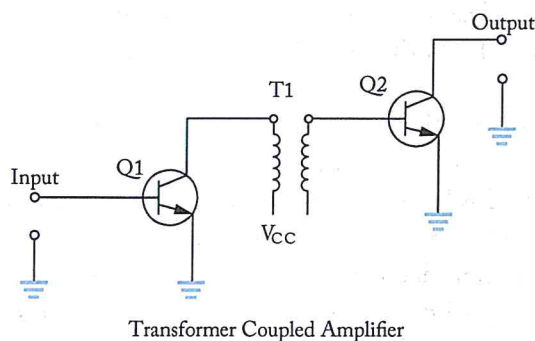 Output
Q2
T1
Q1
Input
VCC
Transformer Coupled Amplifier